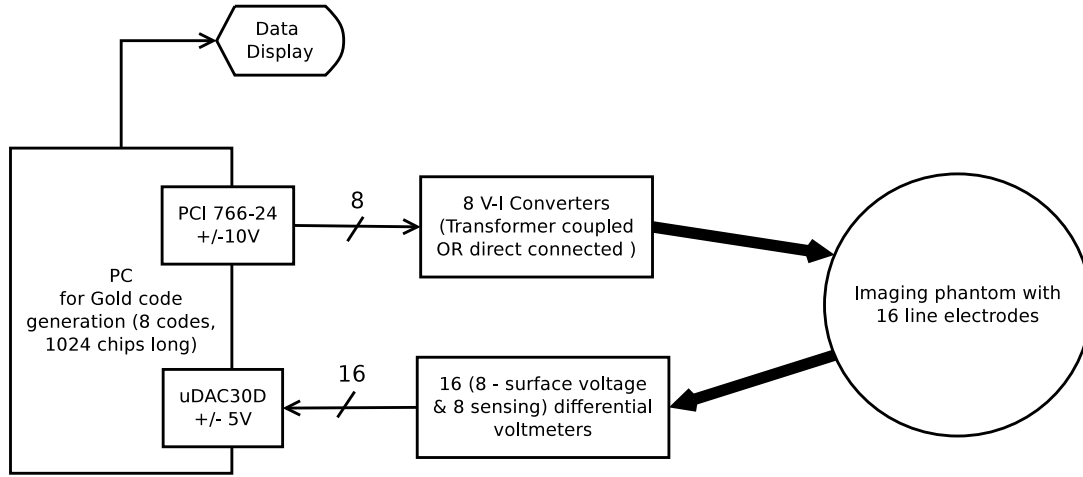 Data
Display
PCI 766-24
+/-10V
8
8 V-I Converters
(Transformer coupled
OR direct connected )
PC
for Gold code
generation (8 codes,
1024 chips long)
Imaging phantom with
16 line electrodes
uDAC30D
+/- 5V
16
16 (8 - surface voltage
& 8 sensing) differential
voltmeters